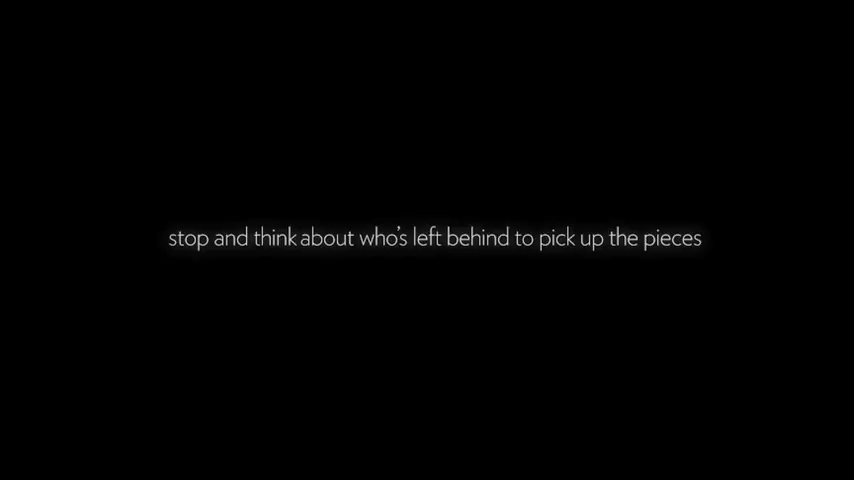 stop and think about who's left behind to pick up the pieces